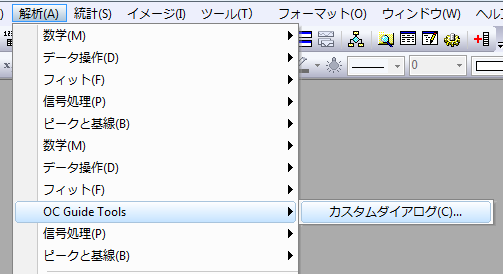 解析(A) 統計(S) イメージ(I) ツール(T) フォーマット(O) ウィンドウ(W)
数学(M)
データ操作(D)
フィット(F)
信号処理(P)
ピークと基線(B)
数学(M)
データ操作(D)
フィット(F)
OC Guide Tools カスタムダイアログ(C)...
信号処理(P)
ピークと基線(B)
0